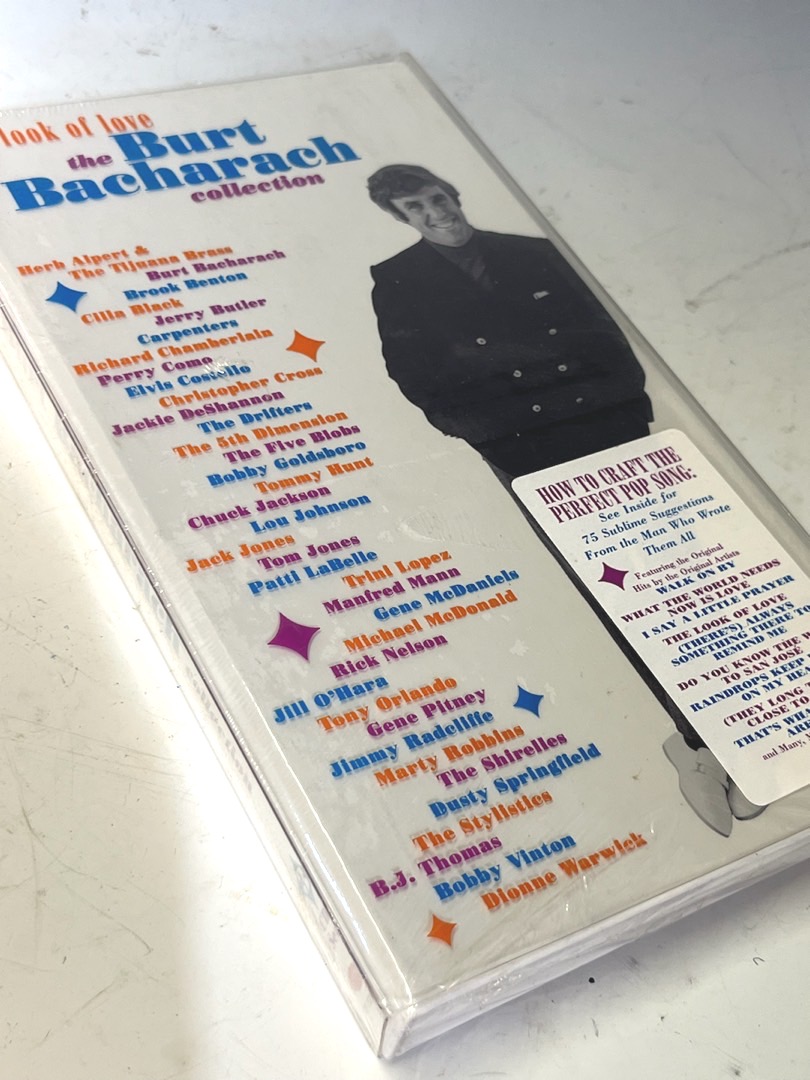 look of love
the Burt
Bacharach
collection
Herb Alpert &
The Tijuana Brass
Burt Bacharach
Brook Benton
Cilla Black
Jerry Butler
Carpenters
Richard Chamberlain
Perry Como
Elvis Costello
Christopher Cross
Jackie DeShannon
The Drifters
The 5th Dimension
The Five Blobs
Bobby Goldsboro
Tommy Hunt
Chuck Jackson
Lou Johnson
Jack Jones
Tom Jones
Patti LaBelle
Trini Lopez
Manfred Mann
Gene McDaniels
Michael McDonald
Rick Nelson
Jill O'Hara
Tony Orlando
Gene Pitney
Jimmy Radcliffe
Marty Robbins
The Shirelles
Dusty Springfield
The Stylistics
B.J. Thomas
Bobby Vinton
Dionne Warwick
HOW TO CRAFT THE
PERFECT POP SONG:
See Inside for
75 Sublime Suggestions
From the Man Who Wrote
Them All
Featuring the Original
Hits by the Original Artists
WALK ON BY
WHAT THE WORLD NEEDS
NOW IS LOVE
I SAY A LITTLE PRAYER
THE LOOK OF LOVE
(THERE'S) ALWAYS
SOMETHING THERE TO
REMIND ME
DO YOU KNOW THE
TO SAN JOSE
RAINDROPS KEEP
ON MY
(THEY LONG
CLOSE TO
THAT'S
ARE
and Many,